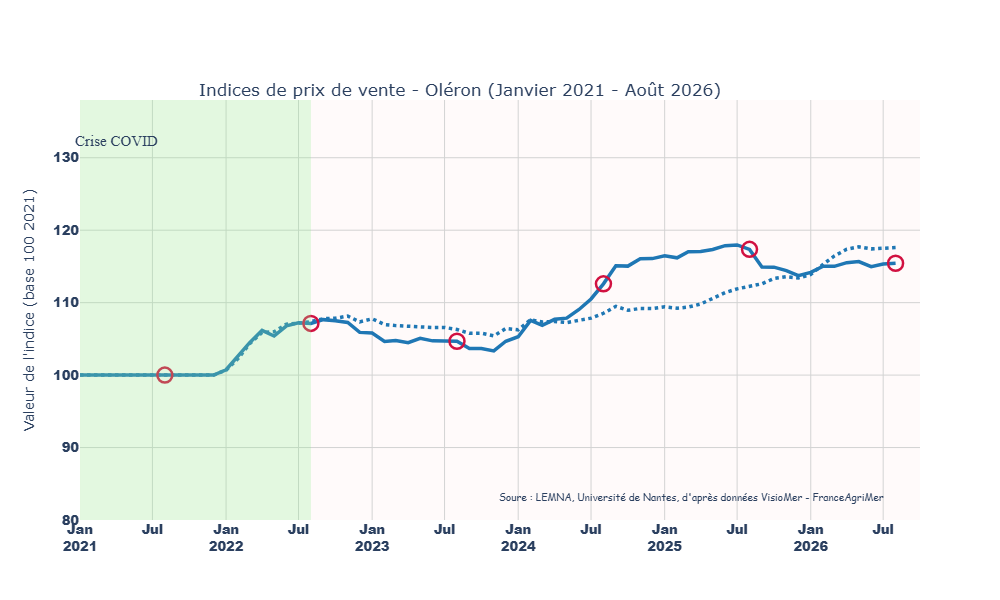 Indices de prix de vente - Oléron (Janvier 2021 - Août 2026)
Crise COVID
Valeur de l'indice (base 100 2021)
130
120
110
100
90
80
Soure : LEMNA, Université de Nantes, d'après données VisioMer - FranceAgriMer
Jan Jul Jan Jul Jan Jul Jan Jul Jan Jul Jan Jul
2021 2022 2023 2024 2025 2026